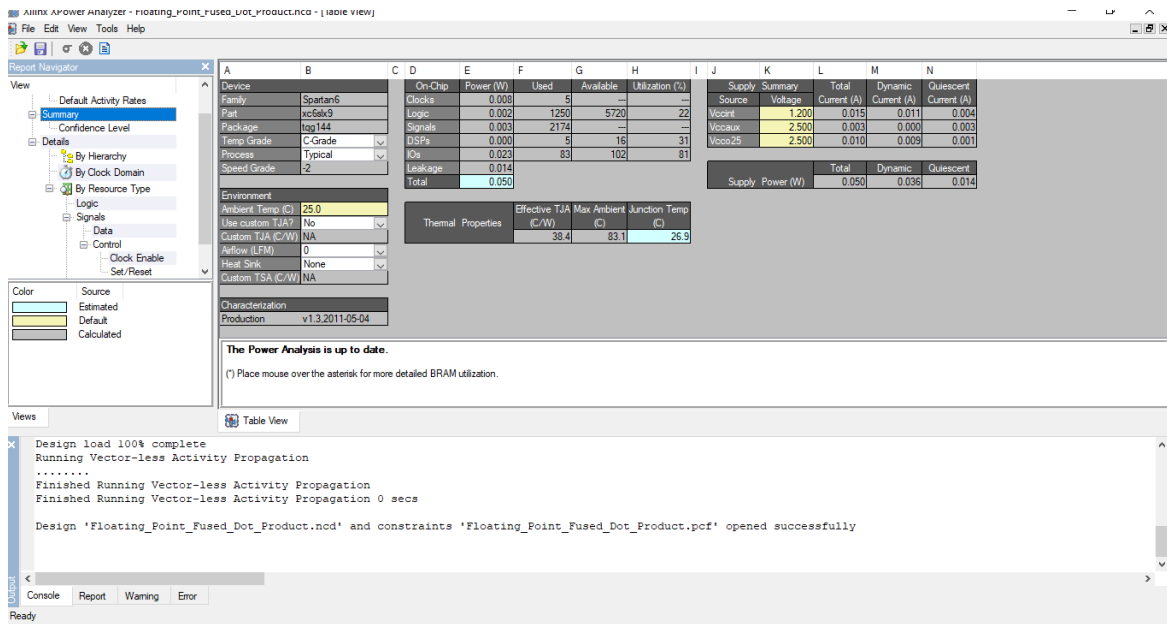 Xilinx XPower Analyzer - Floating_Point_Fused_Dot_Product.ncd - [Table View]
File Edit View Tools Help
Report Navigator
View
Default Activity Rates
Summary
Confidence Level
Details
By Hierarchy
By Clock Domain
By Resource Type
Logic
Signals
Data
Control
Clock Enable
Set/Reset
Color Source
Estimated
Default
Calculated
Views
A B C D E F G H I J K L M N
Device
Family Spartan6
Part xc6slx9
Package tqg144
Temp Grade C-Grade
Process Typical
Speed Grade -2
Environment
Ambient Temp (C) 25.0
Use custom TJA? No
Custom TJA (C/W) NA
Airflow (LFM) 0
Heat Sink None
Custom TSA (C/W) NA
Characterization
Production v1.3,2011-05-04
On-Chip Power (W) Used Available Utilization (%)
Clocks 0.008 5 --- ---
Logic 0.002 1250 5720 22
Signals 0.003 2174 --- ---
DSPs 0.000 5 16 31
IOs 0.023 83 102 81
Leakage 0.014
Total 0.050
Effective TJA Max Ambient Junction Temp
Thermal Properties (C/W) (C) (C)
38.4 83.1 26.9
Supply Summary Total Dynamic Quiescent
Source Voltage Current (A) Current (A) Current (A)
Vccint 1.200 0.015 0.011 0.004
Vccaux 2.500 0.003 0.000 0.003
Vcco25 2.500 0.010 0.009 0.001
Total Dynamic Quiescent
Supply Power (W) 0.050 0.036 0.014
The Power Analysis is up to date.
(*) Place mouse over the asterisk for more detailed BRAM utilization.
Table View
Design load 100% complete
Running Vector-less Activity Propagation
........
Finished Running Vector-less Activity Propagation
Finished Running Vector-less Activity Propagation 0 secs
Design 'Floating_Point_Fused_Dot_Product.ncd' and constraints 'Floating_Point_Fused_Dot_Product.pcf' opened successfully
Output
Console Report Warning Error
Ready